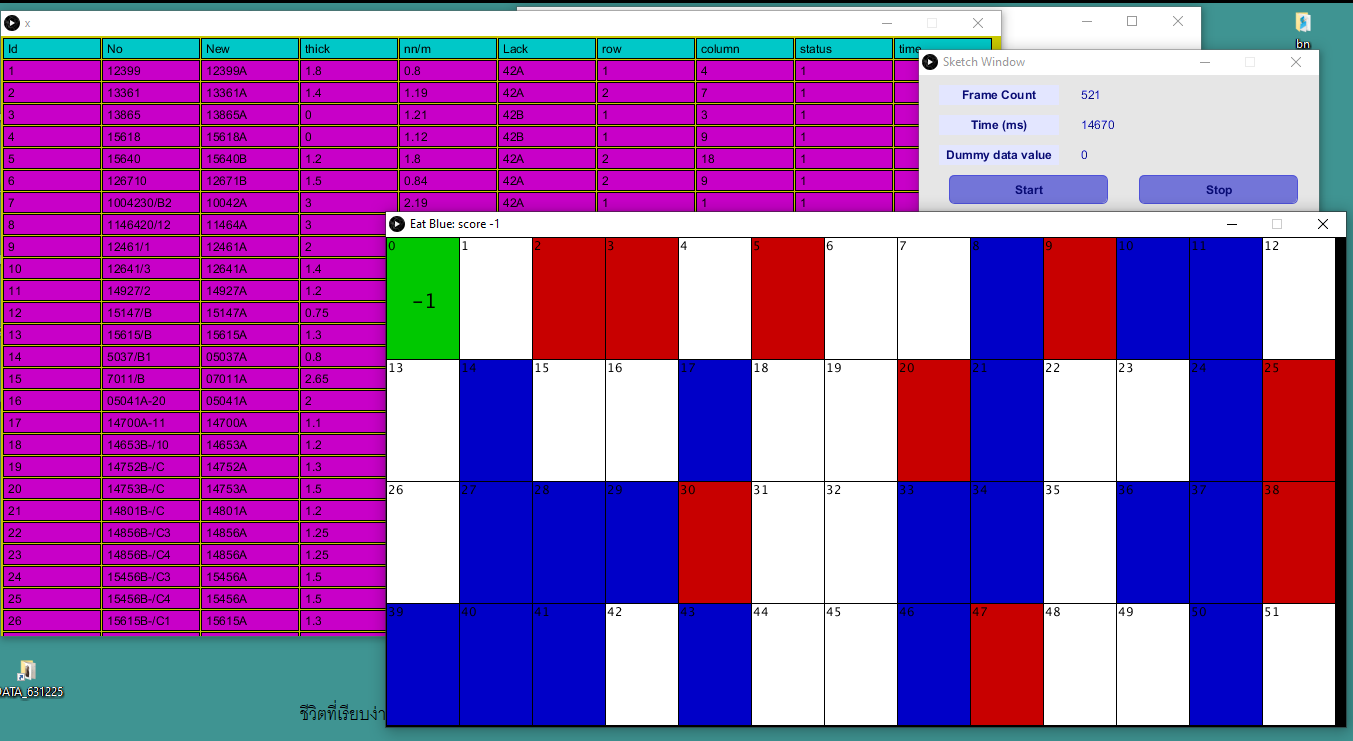 x
Id No New thick nn/m Lack row column status time
1 12399 12399A 1.8 0.8 42A 1 4 1
2 13361 13361A 1.4 1.19 42A 2 7 1
3 13865 13865A 0 1.21 42B 1 3 1
4 15618 15618A 0 1.12 42B 1 9 1
5 15640 15640B 1.2 1.8 42A 2 18 1
6 126710 12671B 1.5 0.84 42A 2 9 1
7 1004230/B2 10042A 3 2.19 42A 1 1 1
8 1146420/12 11464A 3
9 12461/1 12461A 2
10 12641/3 12641A 1.4
11 14927/2 14927A 1.2
12 15147/B 15147A 0.75
13 15615/B 15615A 1.3
14 5037/B1 05037A 0.8
15 7011/B 07011A 2.65
16 05041A-20 05041A 2
17 14700A-11 14700A 1.1
18 14653B-/10 14653A 1.2
19 14752B-/C 14752A 1.3
20 14753B-/C 14753A 1.5
21 14801B-/C 14801A 1.2
22 14856B-/C3 14856A 1.25
23 14856B-/C4 14856A 1.25
24 15456B-/C3 15456A 1.5
25 15456B-/C4 15456A 1.5
26 15615B-/C1 15615A 1.3
bn
Sketch Window
Frame Count 521
Time (ms) 14670
Dummy data value 0
Start Stop
Eat Blue: score -1
0 1 2 3 4 5 6 7 8 9 10 11 12
-1
13 14 15 16 17 18 19 20 21 22 23 24 25
26 27 28 29 30 31 32 33 34 35 36 37 38
39 40 41 42 43 44 45 46 47 48 49 50 51
DATA_631225
ชีวิตที่เรียบง่า